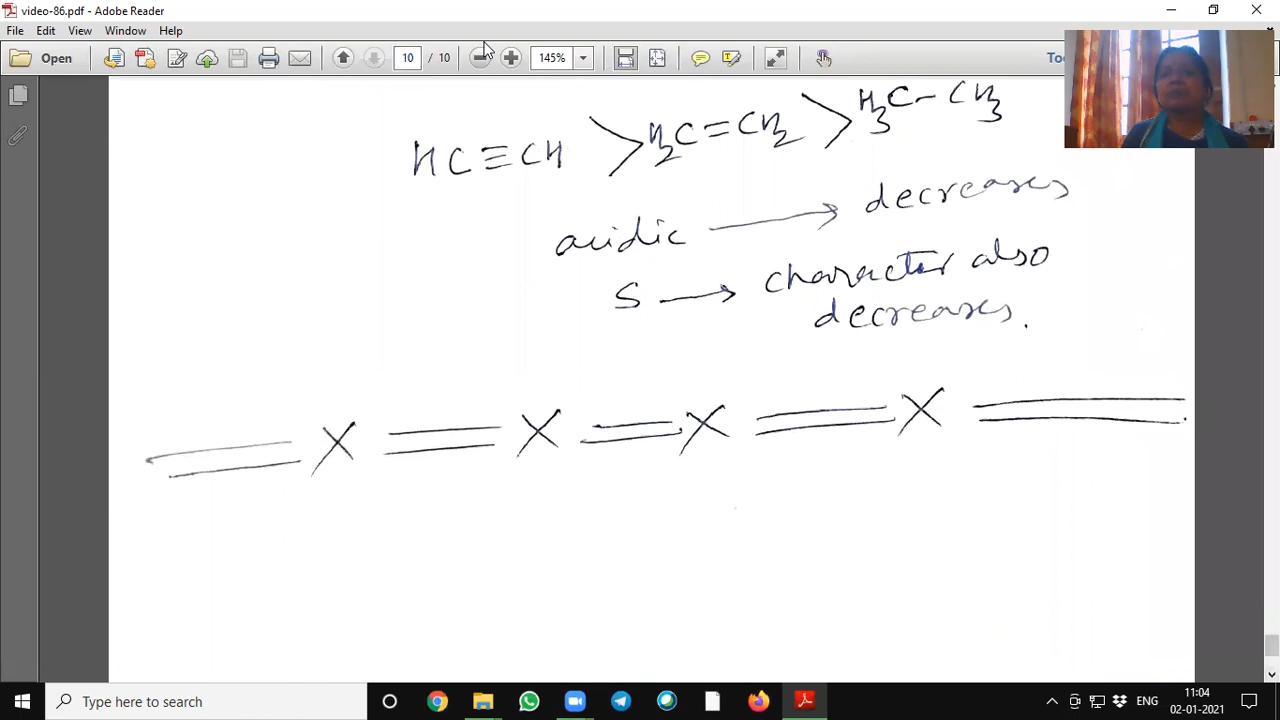 video-86.pdf - Adobe Reader
File Edit View Window Help
Open 10 / 10 145%
HC≡CH > H2C=CH2 > H3C-CH3
acidic → decreases
S → character also
decreases.
= X = X = X = X =
Type here to search
ENG
11:04
02-01-2021